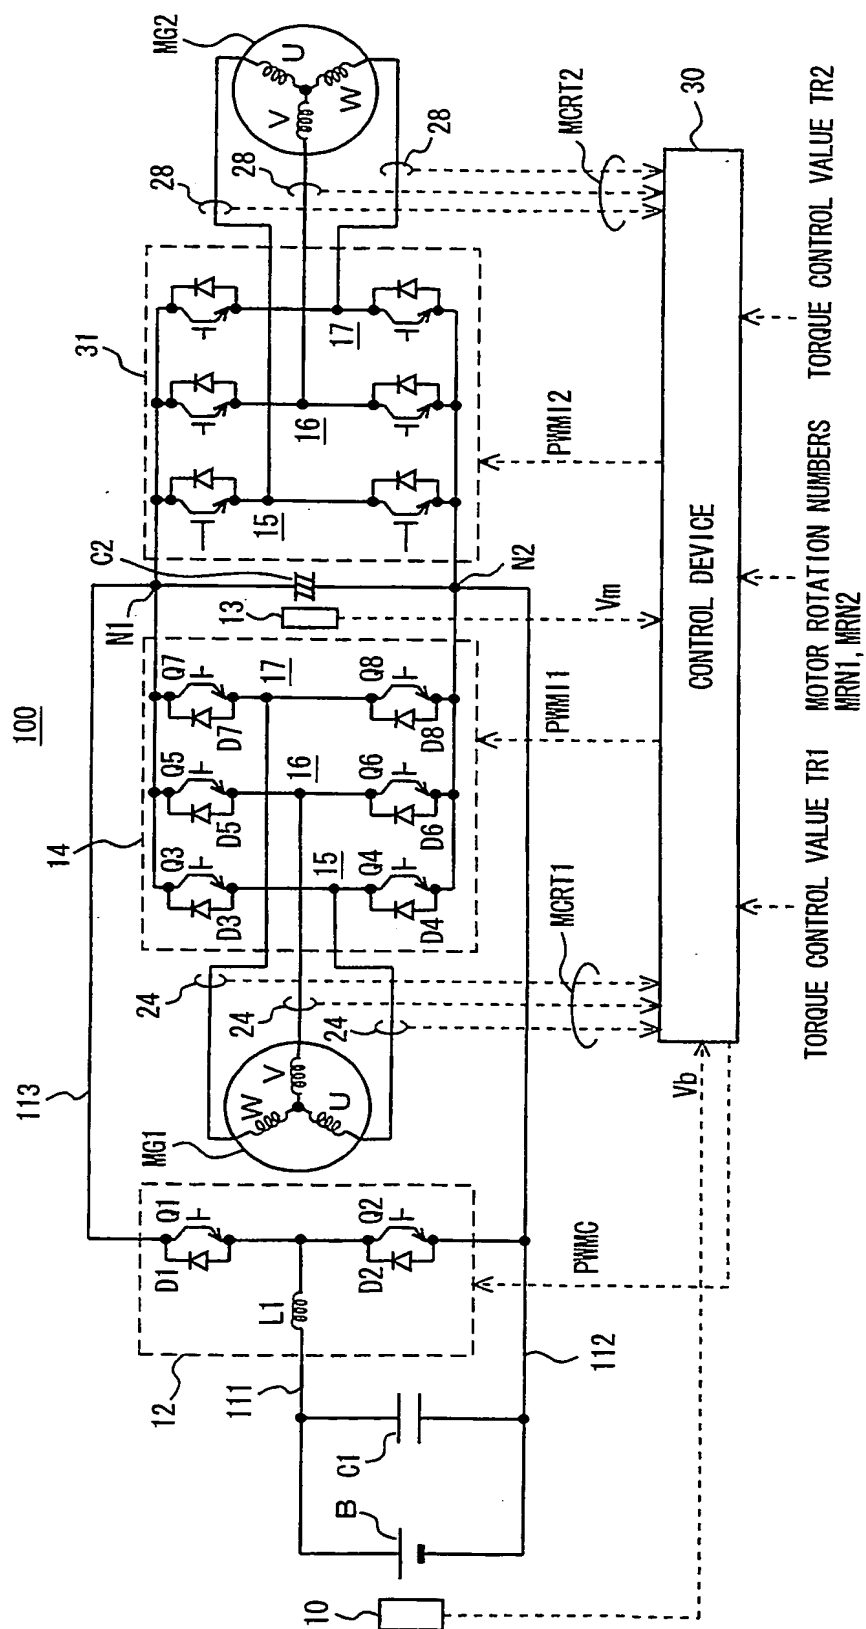 100
113
MG1
W
V
U
24
24
24
14
Q3
D3
Q5
D5
Q7
D7
15
16
17
Q4
D4
Q6
D6
Q8
D8
N1
13
C2
N2
31
15
16
17
28
28
28
MG2
U
V
W
12
D1
Q1
L1
D2
Q2
111
112
B
C1
10
PWMC
Vb
MCRT1
PWMI1
Vm
PWMI2
MCRT2
30
CONTROL DEVICE
TORQUE CONTROL VALUE TR1
MOTOR ROTATION NUMBERS
MRN1, MRN2
TORQUE CONTROL VALUE TR2